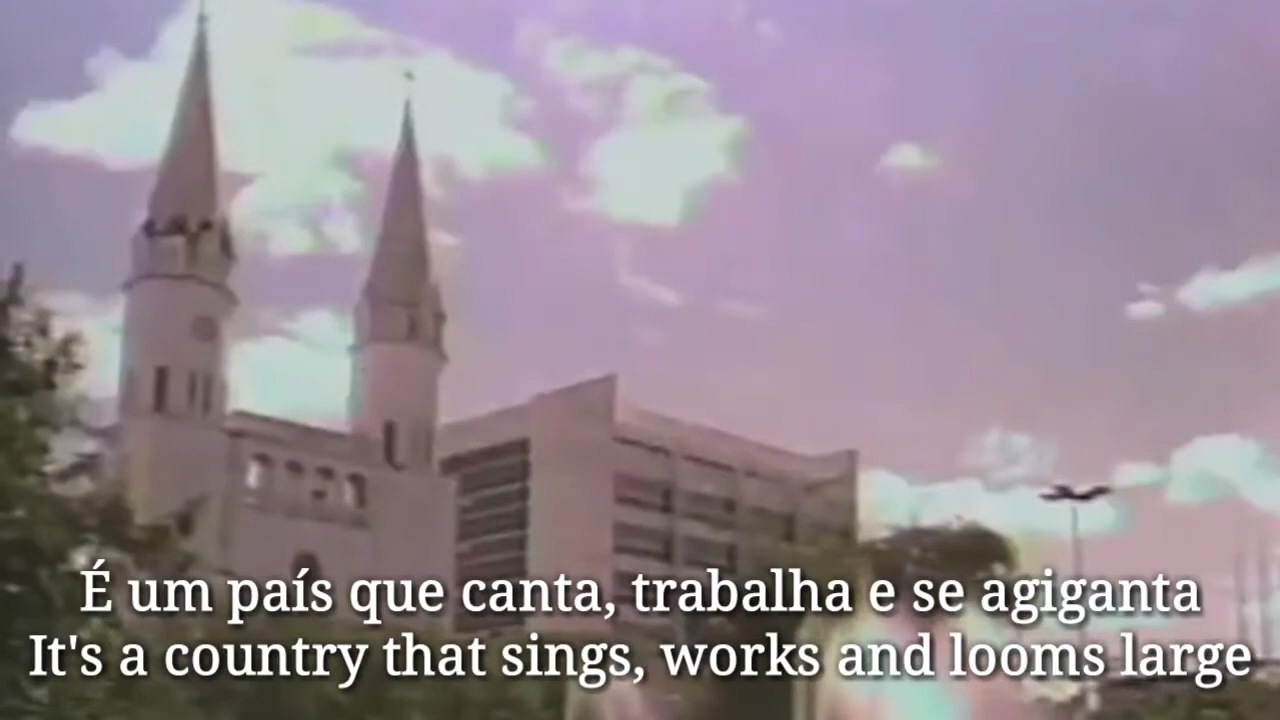 É um país que canta, trabalha e se agiganta
It's a country that sings, works and looms large